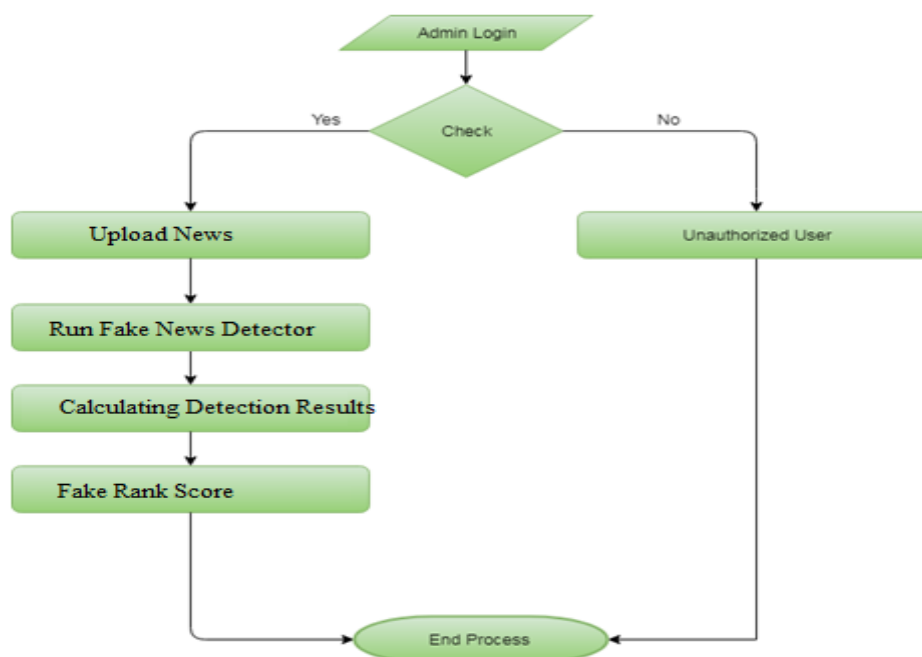 Admin Login
Check
Yes
No
Upload News
Unauthorized User
Run Fake News Detector
Calculating Detection Results
Fake Rank Score
End Process